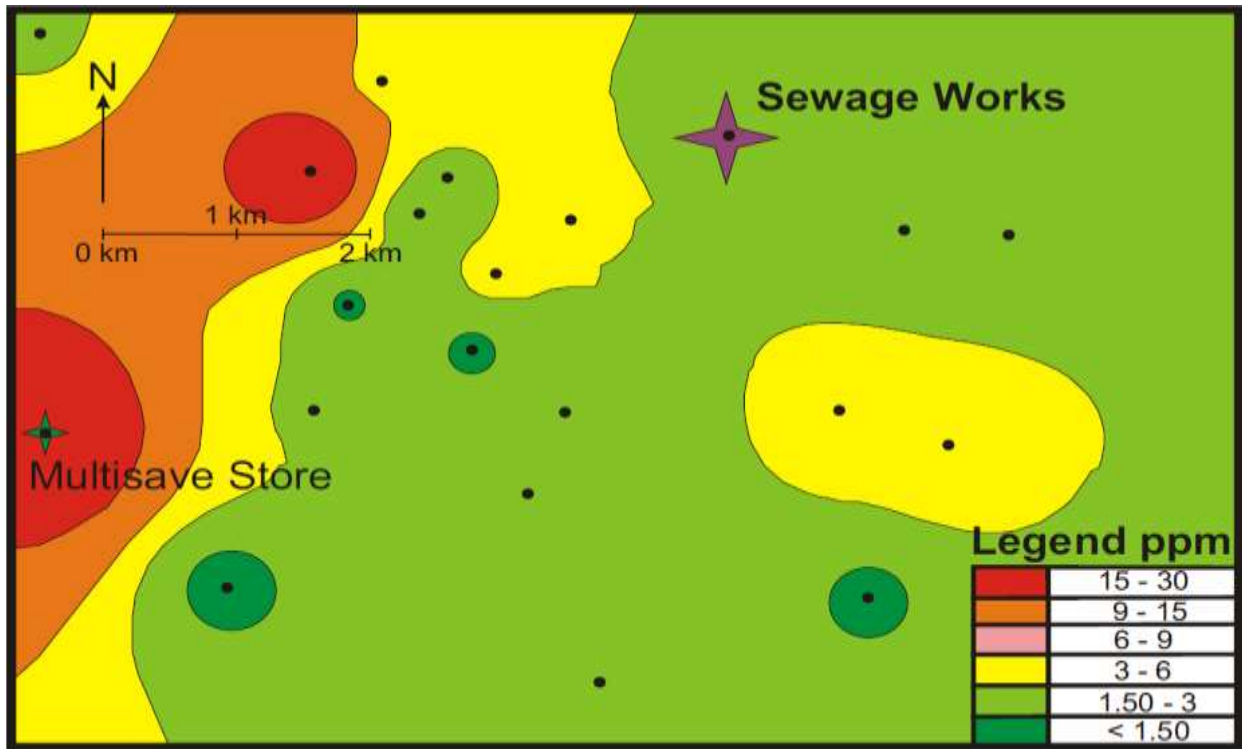 N
Sewage Works
1 km
0 km
2 km
Multisave Store
Legend ppm
15 - 30
9 - 15
6 - 9
3 - 6
1.50 - 3
< 1.50